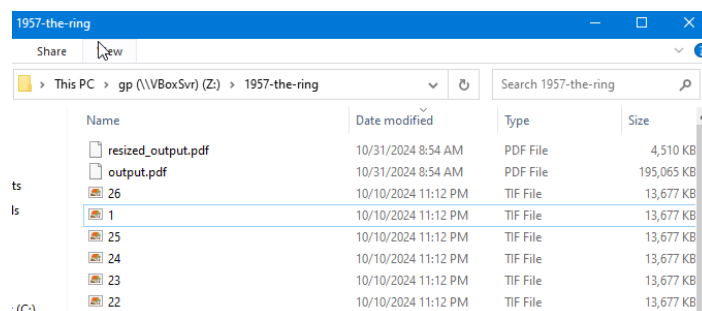 1957-the-ring
Share View
This PC > gp (\\VBoxSvr) (Z:) > 1957-the-ring Search 1957-the-ring
Name Date modified Type Size
resized_output.pdf 10/31/2024 8:54 AM PDF File 4,510 KB
output.pdf 10/31/2024 8:54 AM PDF File 195,065 KB
ts
26 10/10/2024 11:12 PM TIF File 13,677 KB
ls
1 10/10/2024 11:12 PM TIF File 13,677 KB
25 10/10/2024 11:12 PM TIF File 13,677 KB
24 10/10/2024 11:12 PM TIF File 13,677 KB
23 10/10/2024 11:12 PM TIF File 13,677 KB
22 10/10/2024 11:12 PM TIF File 13,677 KB
(C:)